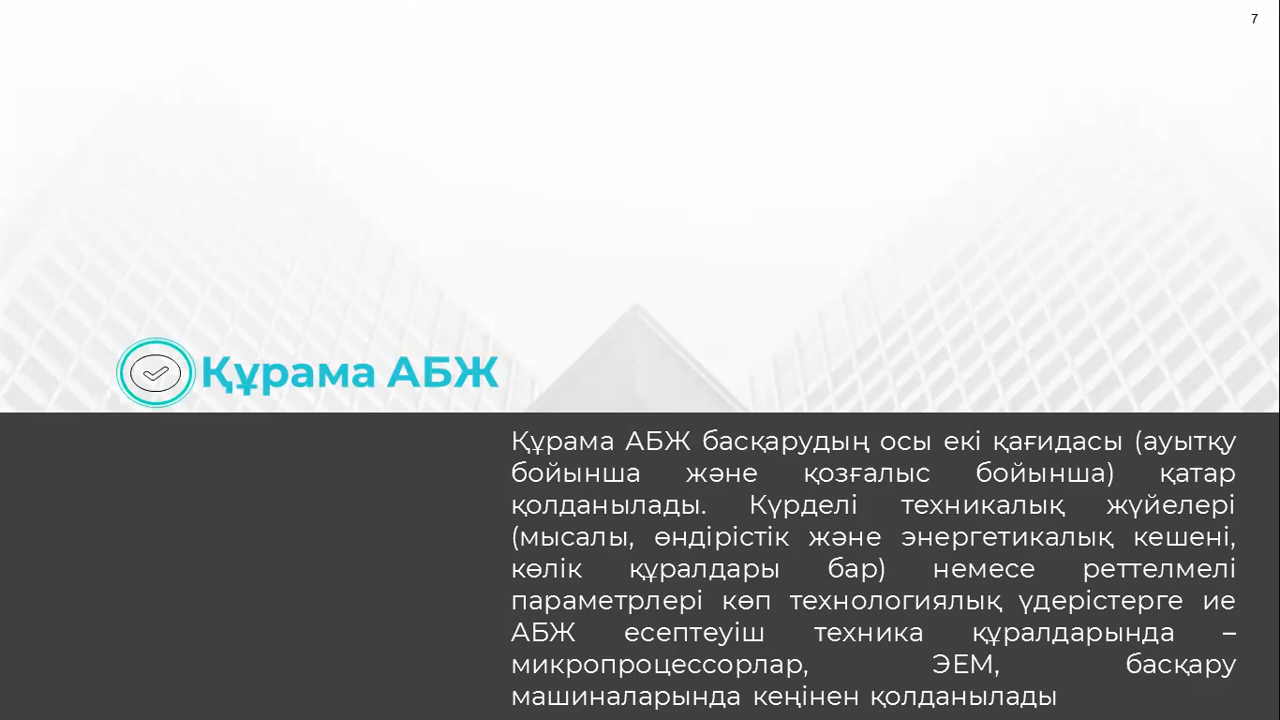 7
Құрама АБЖ
Құрама АБЖ басқарудың осы екі қағидасы (ауытқу
бойынша және қозғалыс бойынша) қатар
қолданылады. Күрделі техникалық жүйелері
(мысалы, өндірістік және энергетикалық кешені,
көлік құралдары бар) немесе реттелмелі
параметрлері көп технологиялық үдерістерге ие
АБЖ есептеуіш техника құралдарында –
микропроцессорлар, ЭЕМ, басқару
машиналарында кеңінен қолданылады